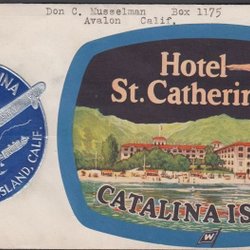 Don C. Musselman Box 1175
Avalon Calif.
INA
ISLAND, CALIF.
Hotel
St. Catherin
CATALINA IS
W